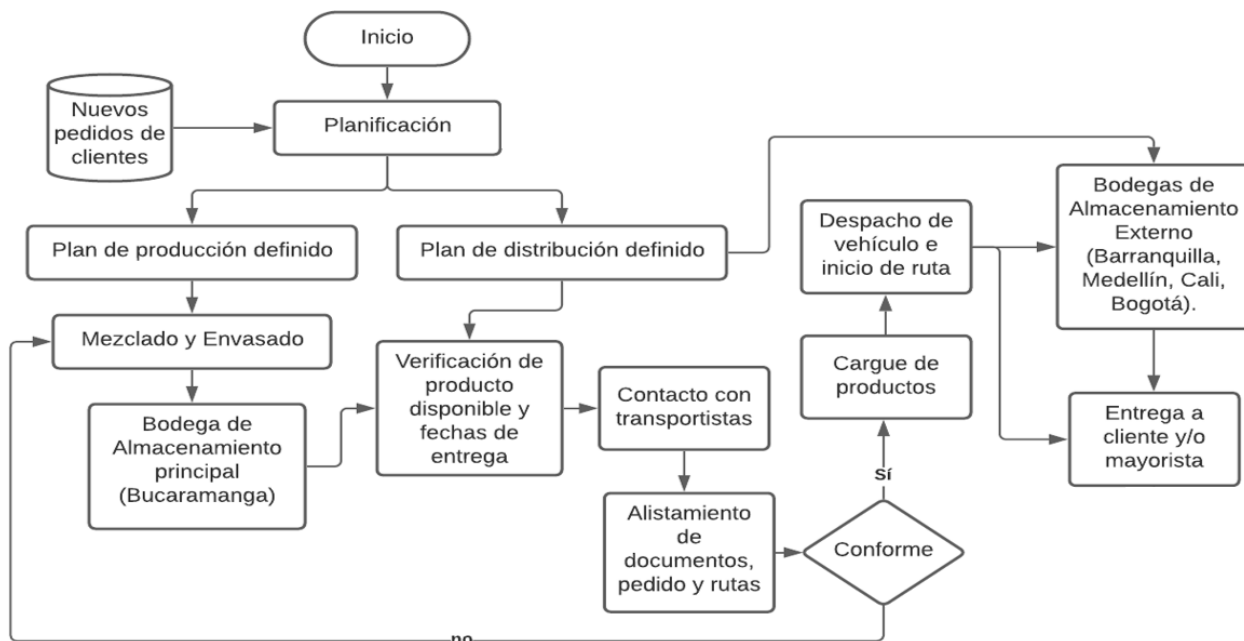 Inicio
Nuevos
pedidos de
clientes
Planificación
Plan de producción definido
Plan de distribución definido
Mezclado y Envasado
Bodega de
Almacenamiento
principal
(Bucaramanga)
Verificación de
producto
disponible y
fechas de
entrega
Contacto con
transportistas
Alistamiento
de
documentos,
pedido y rutas
Conforme
Sí
no
Cargue de
productos
Despacho de
vehículo e
inicio de ruta
Bodegas de
Almacenamiento
Externo
(Barranquilla,
Medellín, Cali,
Bogotá).
Entrega a
cliente y/o
mayorista